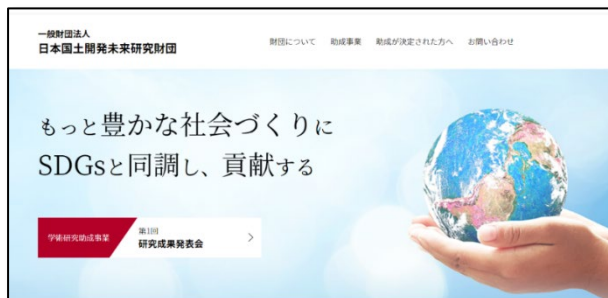 一般財団法人
日本国土開発未来研究財団
財団について 助成事業 助成が決定された方へ お問い合わせ
もっと豊かな社会づくりに
SDGsと同調し、貢献する
学術研究助成事業
第1回
研究成果発表会